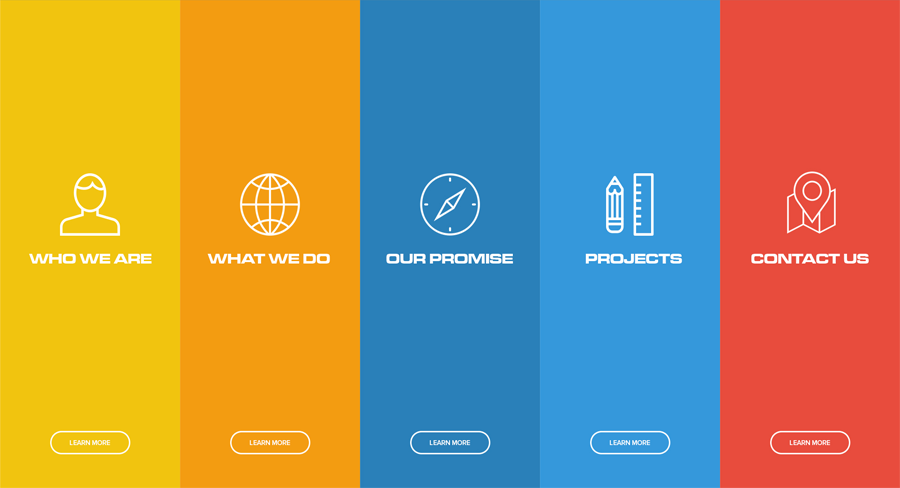 WHO WE ARE
WHAT WE DO
OUR PROMISE
PROJECTS
CONTACT US
LEARN MORE
LEARN MORE
LEARN MORE
LEARN MORE
LEARN MORE